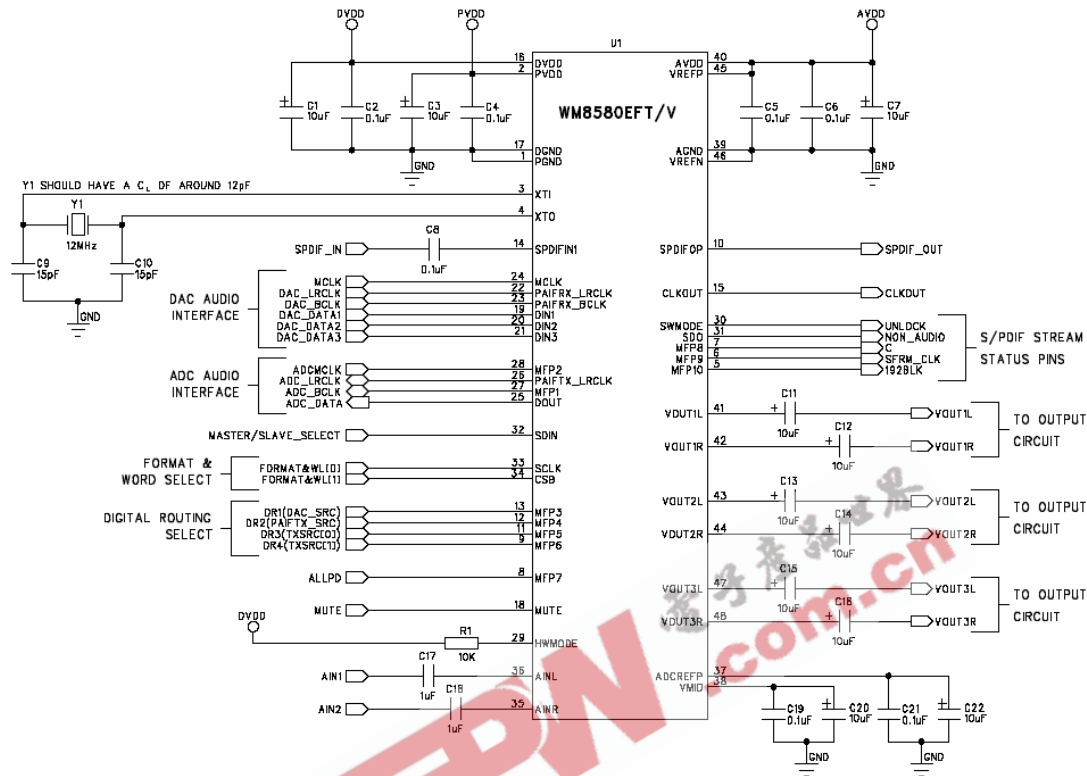 DVDD
PVDD
AVDD
U1
WM8580EFT/V
16 DVDD
2 PVDD
AVDD 40
VREFP 45
C1
10uF
C2
0.1uF
C3
10uF
C4
0.1uF
C5
0.1uF
C6
0.1uF
C7
10uF
17 DGND
1 PGND
AGND 39
VREFN 46
GND
GND
Y1 SHOULD HAVE A CL OF AROUND 12pF
3 XTI
4 XTO
Y1
12MHz
C9
15pF
C10
15pF
GND
SPDIF_IN
C8
0.1uF
14 SPDIFIN1
SPDIFOP 10 SPDIF_OUT
DAC AUDIO
INTERFACE
MCLK 24 MCLK
DAC_LRCLK 22 PAIFRX_LRCLK
DAC_BCLK 23 PAIFRX_BCLK
DAC_DATA1 19 DIN1
DAC_DATA2 20 DIN2
DAC_DATA3 21 DIN3
CLKOUT 15 CLKOUT
SWMODE 30 UNLOCK
SDO 31 NON_AUDIO
MFP8 7 C
MFP9 6 SFRM_CLK
MFP10 5 192BLK
S/PDIF STREAM
STATUS PINS
ADC AUDIO
INTERFACE
ADCMCLK 28 MFP2
ADC_LRCLK 26 PAIFTX_LRCLK
ADC_BCLK 27 MFP1
ADC_DATA 25 DOUT
MASTER/SLAVE_SELECT 32 SDIN
FORMAT &
WORD SELECT
FORMAT&WL[0] 33 SCLK
FORMAT&WL[1] 34 CSB
DIGITAL ROUTING
SELECT
DR1(DAC_SRC) 13 MFP3
DR2(PAIFTX_SRC) 12 MFP4
DR3(TXSRC[0]) 11 MFP5
DR4(TXSRC[1]) 9 MFP6
ALLPD 8 MFP7
MUTE 18 MUTE
DVDD
R1
10K
29 HWMODE
AIN1
C17
1uF
36 AINL
AIN2
C18
1uF
35 AINR
VOUT1L 41
C11
10uF
VOUT1L
VOUT1R 42
C12
10uF
VOUT1R
TO OUTPUT
CIRCUIT
VOUT2L 43
C13
10uF
VOUT2L
VOUT2R 44
C14
10uF
VOUT2R
TO OUTPUT
CIRCUIT
VOUT3L 47
C15
10uF
VOUT3L
VOUT3R 48
C16
10uF
VOUT3R
TO OUTPUT
CIRCUIT
ADCREFP 37
VMID 38
C19
0.1uF
C20
10uF
C21
0.1uF
C22
10uF
GND
GND
電子產品世界
.com.cn